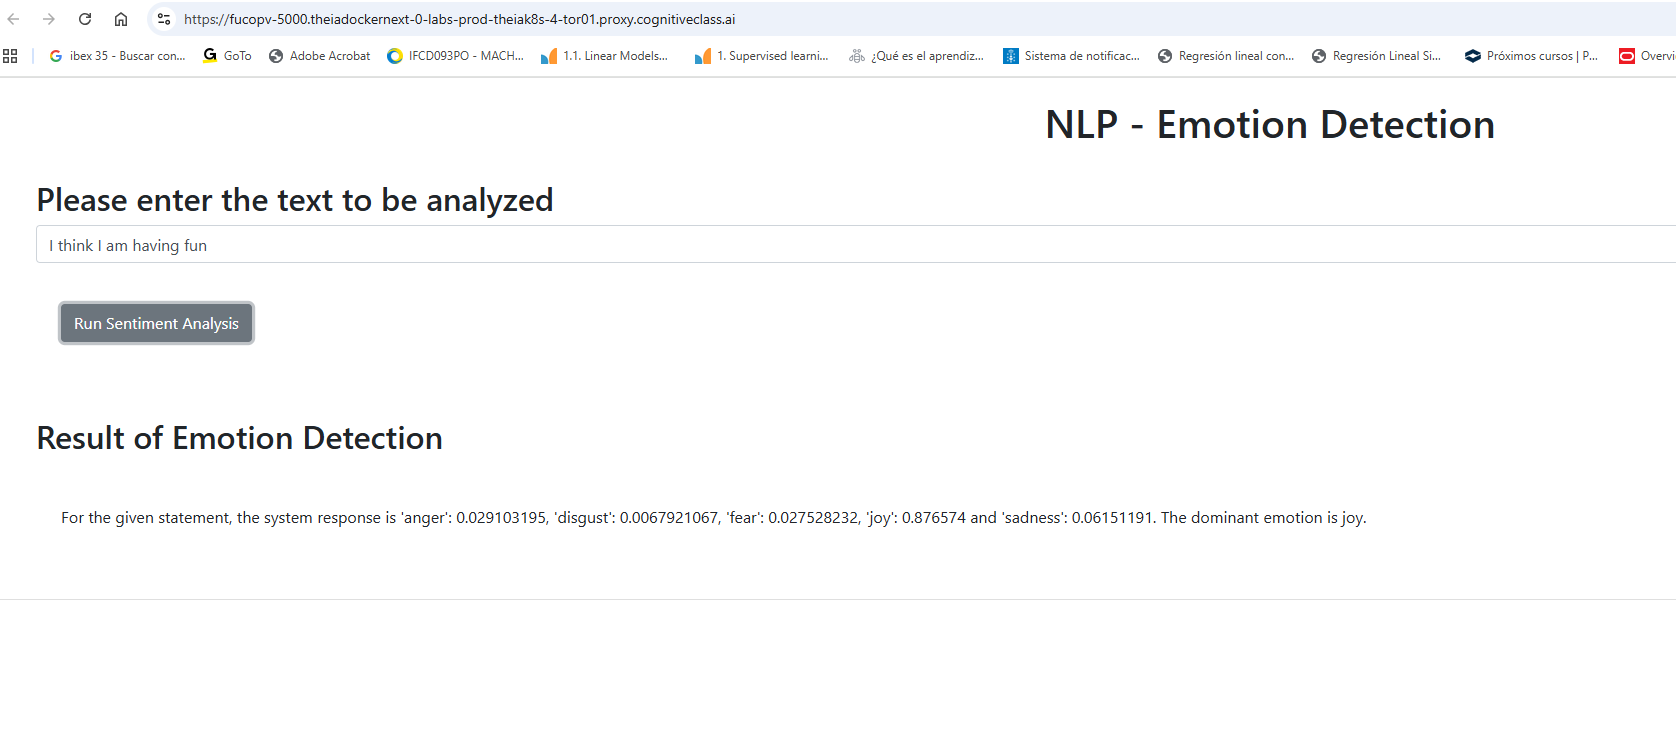 https://fucopv-5000.theiadockernext-0-labs-prod-theiak8s-4-tor01.proxy.cognitiveclass.ai
ibex 35 - Buscar con... GoTo Adobe Acrobat IFCD093PO - MACH... 1.1. Linear Models... 1. Supervised learni... ¿Qué es el aprendiz... Sistema de notificac... Regresión lineal con... Regresión Lineal Si... Próximos cursos | P...
NLP - Emotion Detection
Please enter the text to be analyzed
I think I am having fun
Run Sentiment Analysis
Result of Emotion Detection
For the given statement, the system response is 'anger': 0.029103195, 'disgust': 0.0067921067, 'fear': 0.027528232, 'joy': 0.876574 and 'sadness': 0.06151191. The dominant emotion is joy.